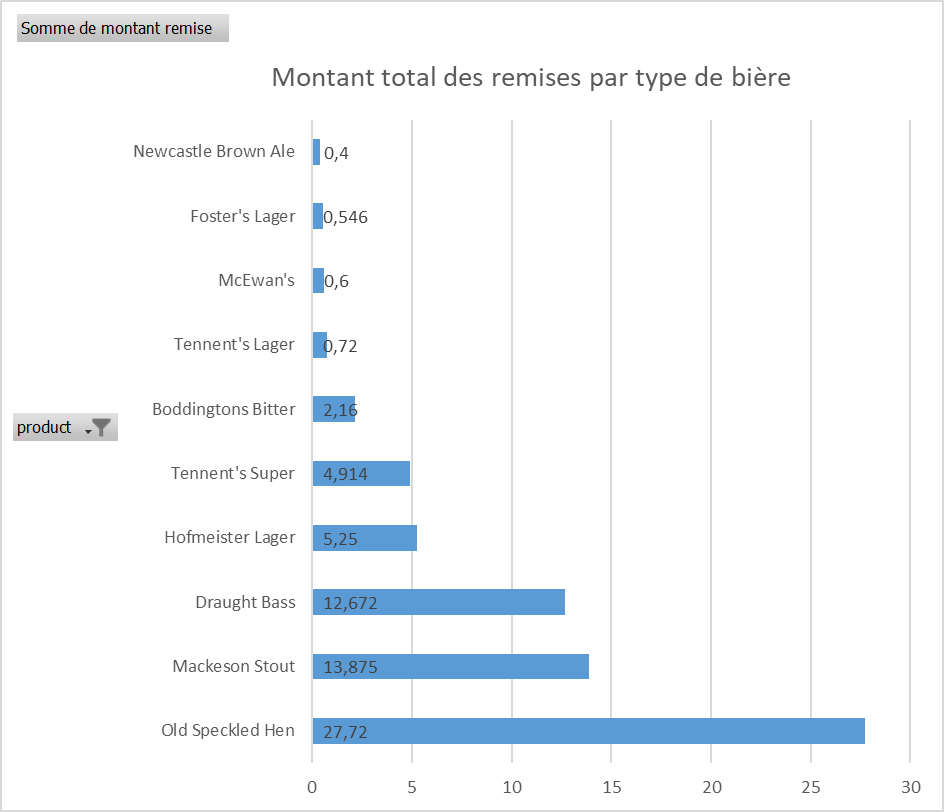 Somme de montant remise
Montant total des remises par type de bière
Newcastle Brown Ale 0,4
Foster's Lager 0,546
McEwan's 0,6
Tennent's Lager 0,72
Boddingtons Bitter 2,16
product
Tennent's Super 4,914
Hofmeister Lager 5,25
Draught Bass 12,672
Mackeson Stout 13,875
Old Speckled Hen 27,72
0 5 10 15 20 25 30